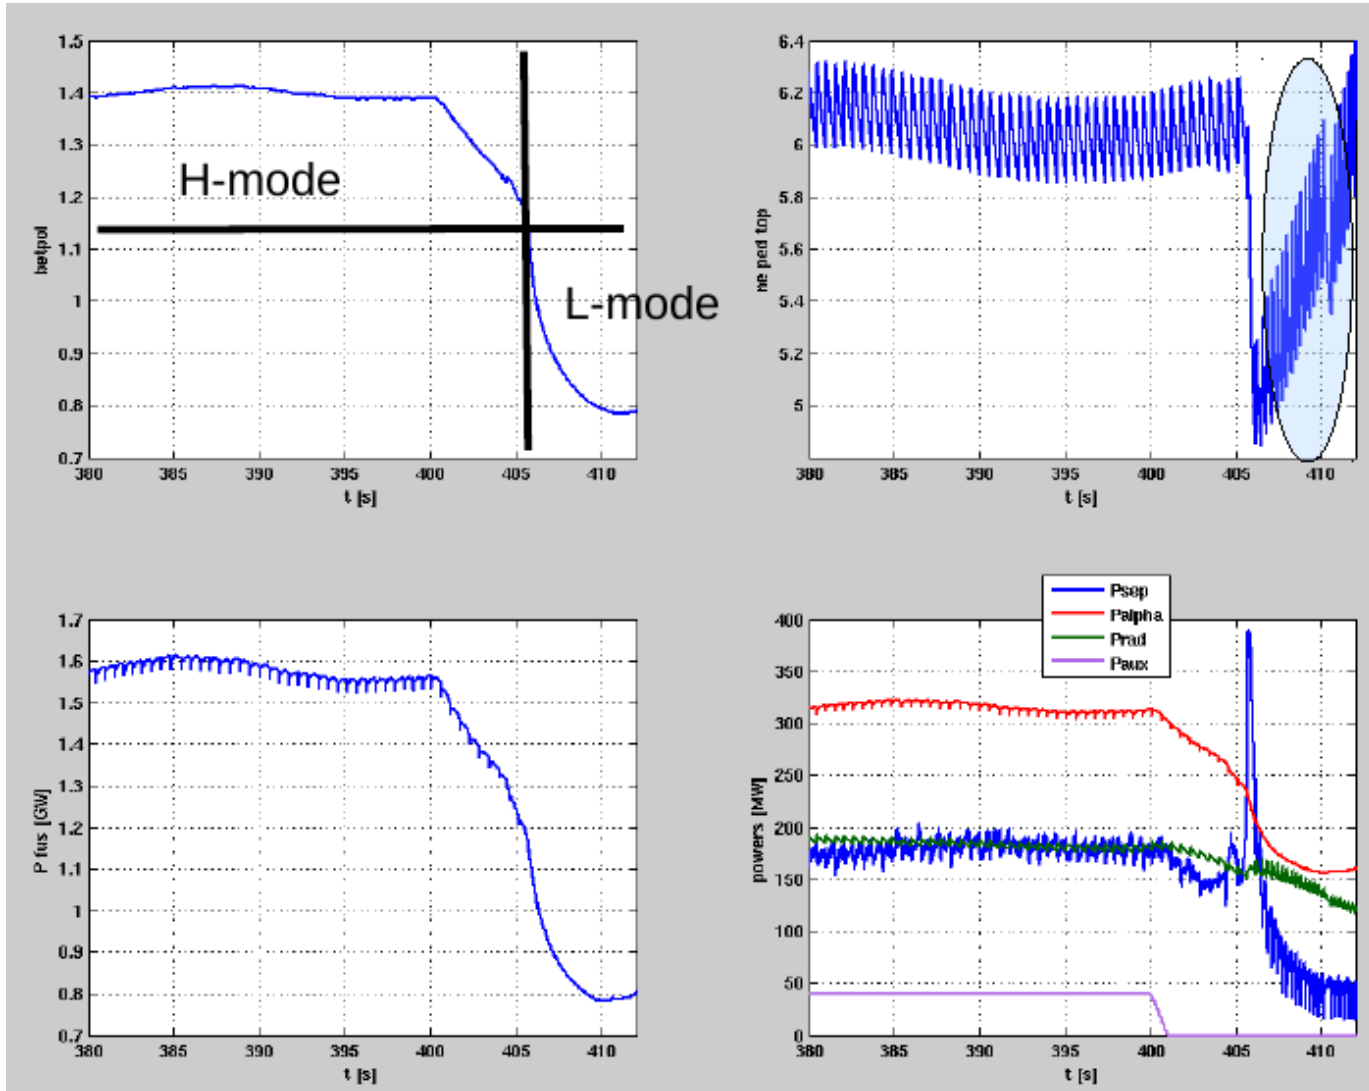 1.5
1.4
1.3
1.2
1.1
1
0.9
0.8
0.7
betpol
H-mode
L-mode
380 385 390 395 400 405 410
t [s]
6.4
6.2
6
5.8
5.6
5.4
5.2
5
ne ped top
380 385 390 395 400 405 410
t [s]
1.7
1.6
1.5
1.4
1.3
1.2
1.1
1
0.9
0.8
0.7
P fus [GW]
380 385 390 395 400 405 410
t [s]
Psep
Palpha
Prad
Paux
400
350
300
250
200
150
100
50
0
powers [MW]
380 385 390 395 400 405 410
t [s]